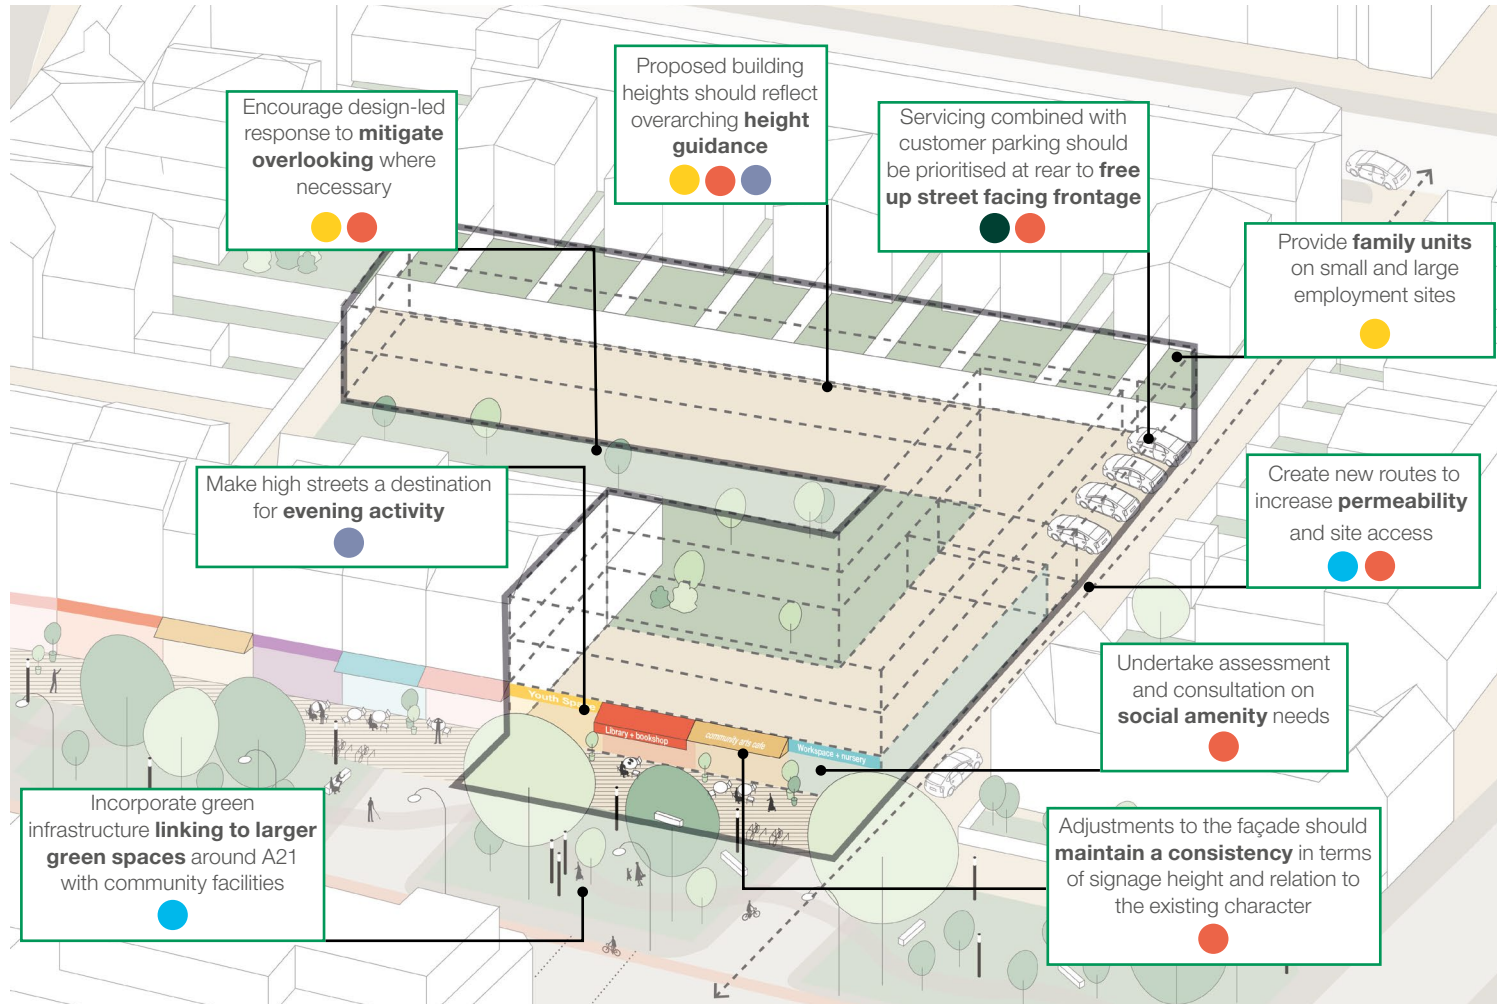 Encourage design-led
response to mitigate
overlooking where
necessary
Proposed building
heights should reflect
overarching height
guidance
Servicing combined with
customer parking should
be prioritised at rear to free
up street facing frontage
Provide family units
on small and large
employment sites
Make high streets a destination
for evening activity
Create new routes to
increase permeability
and site access
Undertake assessment
and consultation on
social amenity needs
Youth Space
Library + bookshop
community arts cafe
Workspace + nursery
Incorporate green
infrastructure linking to larger
green spaces around A21
with community facilities
Adjustments to the façade should
maintain a consistency in terms
of signage height and relation to
the existing character